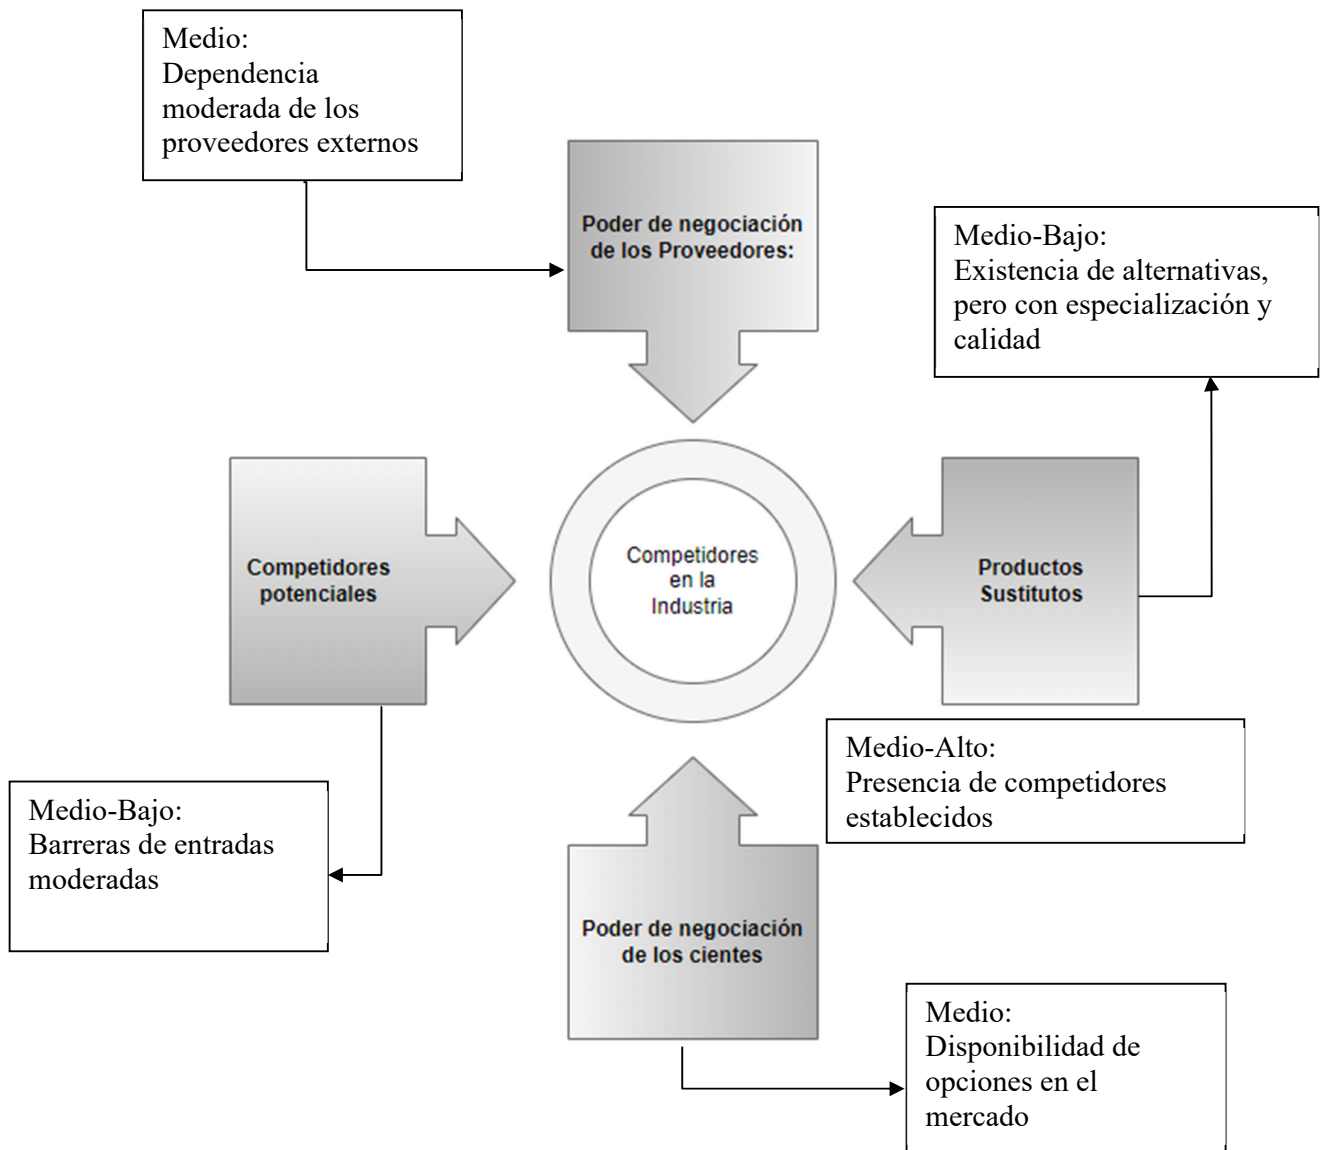 Medio:
Dependencia
moderada de los
proveedores externos
Poder de negociación
de los Proveedores:
Medio-Bajo:
Existencia de alternativas,
pero con especialización y
calidad
Competidores
potenciales
Competidores
en la
Industria
Productos
Sustitutos
Medio-Alto:
Presencia de competidores
establecidos
Medio-Bajo:
Barreras de entradas
moderadas
Poder de negociación
de los cientes
Medio:
Disponibilidad de
opciones en el
mercado